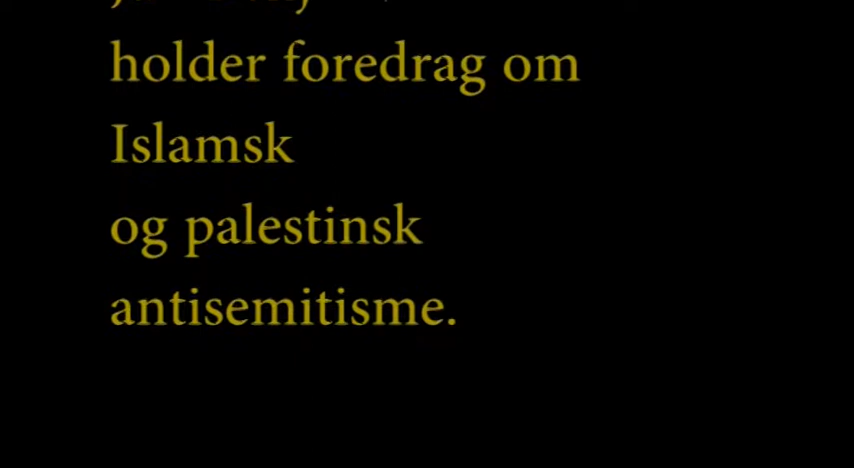 holder foredrag om
Islamsk
og palestinsk
antisemitisme.